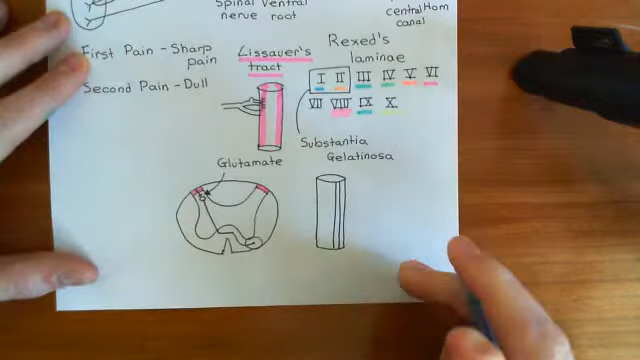 Spinal Ventral
nerve root
central Horn
canal
First Pain - Sharp
pain
Second Pain - Dull
Lissauer's
tract
Rexed's
laminae
I II III IV V VI
VII VIII IX X
Substantia
Gelatinosa
Glutamate